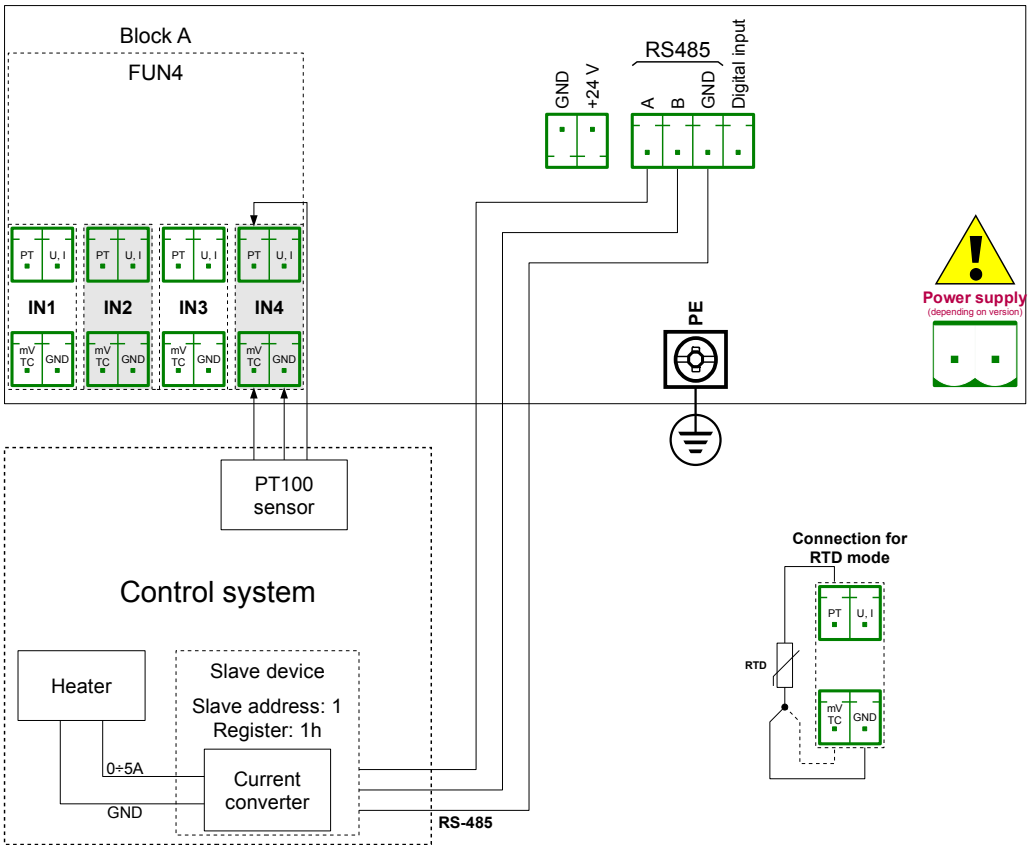 Block A
FUN4
GND
+24 V
RS485
A
B
GND
Digital input
PT
U, I
PT
U, I
PT
U, I
PT
U, I
IN1
IN2
IN3
IN4
mV
TC
GND
mV
TC
GND
mV
TC
GND
mV
TC
GND
PE
Power supply
(depending on version)
PT100
sensor
Control system
Heater
Slave device
Slave address: 1
Register: 1h
Current
converter
0÷5A
GND
RS-485
Connection for
RTD mode
PT
U, I
RTD
mV
TC
GND